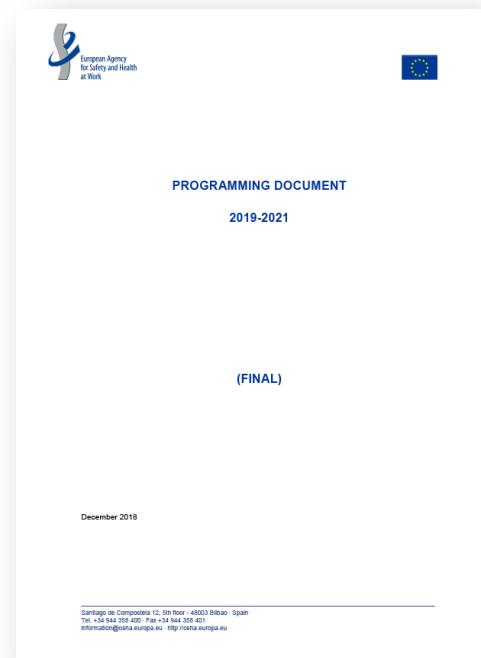 European Agency
for Safety and Health
at Work
PROGRAMMING DOCUMENT
2019-2021
(FINAL)
December 2018
Santiago de Compostela 12, 5th floor - 48003 Bilbao · Spain
Tel. +34 944 358 400 · Fax +34 944 358 401
information@osha.europa.eu · http://osha.europa.eu